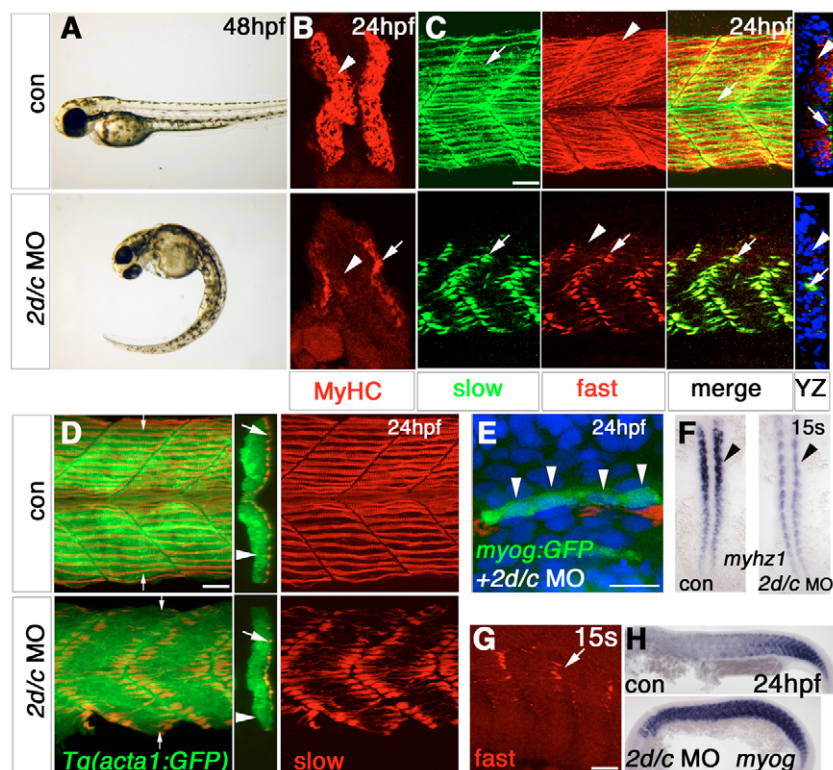 A 48hpf B 24hpf C 24hpf
con
2d/c MO
MyHC slow fast merge YZ
D 24hpf E 24hpf F 15s
con
myog:GFP
+2d/c MO
myhz1
con 2d/c MO
2d/c MO
Tg(acta1:GFP) slow
G 15s H
fast
con 24hpf
2d/c MO myog